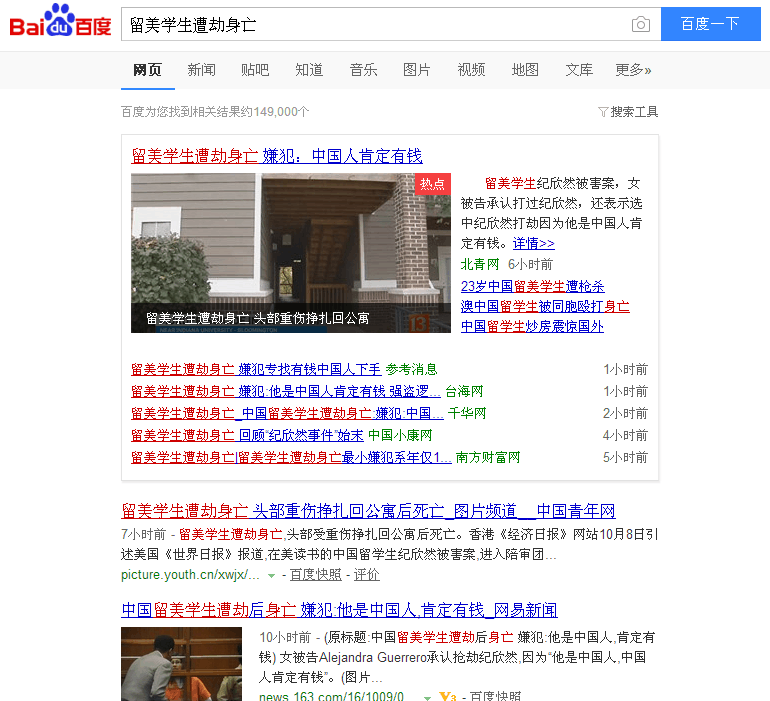 Bai du 百度
留美学生遭劫身亡
百度一下
网页 新闻 贴吧 知道 音乐 图片 视频 地图 文库 更多»
百度为您找到相关结果约149,000个
搜索工具
留美学生遭劫身亡 嫌犯：中国人肯定有钱
热点
留美学生遭劫身亡 头部重伤挣扎回公寓
留美学生纪欣然被害案，女
被告承认打过纪欣然，还表示选
中纪欣然打劫因为他是中国人肯
定有钱。详情>>
北青网 6小时前
23岁中国留美学生遭枪杀
澳中国留学生被同胞殴打身亡
中国留学生炒房震惊国外
留美学生遭劫身亡 嫌犯专找有钱中国人下手 参考消息 1小时前
留美学生遭劫身亡 嫌犯:他是中国人肯定有钱 强盗逻... 台海网 1小时前
留美学生遭劫身亡_中国留美学生遭劫身亡:嫌犯:中国... 千华网 2小时前
留美学生遭劫身亡 回顾“纪欣然事件”始末 中国小康网 4小时前
留美学生遭劫身亡|留美学生遭劫身亡最小嫌犯系年仅1... 南方财富网 5小时前
留美学生遭劫身亡 头部重伤挣扎回公寓后死亡_图片频道__中国青年网
7小时前 - 留美学生遭劫身亡,头部受重伤挣扎回公寓后死亡。香港《经济日报》网站10月8日引
述美国《世界日报》报道,在美读书的中国留学生纪欣然被害案,进入陪审团...
picture.youth.cn/xwjx/... - 百度快照 - 评价
中国留美学生遭劫后身亡 嫌犯:他是中国人,肯定有钱_网易新闻
10小时前 - (原标题:中国留美学生遭劫后身亡 嫌犯:他是中国人,肯定有
钱) 女被告Alejandra Guerrero承认抢劫纪欣然,因为“他是中国人,中国
人肯定有钱”。(图片...
news.163.com/16/1009/0... V3 - 百度快照